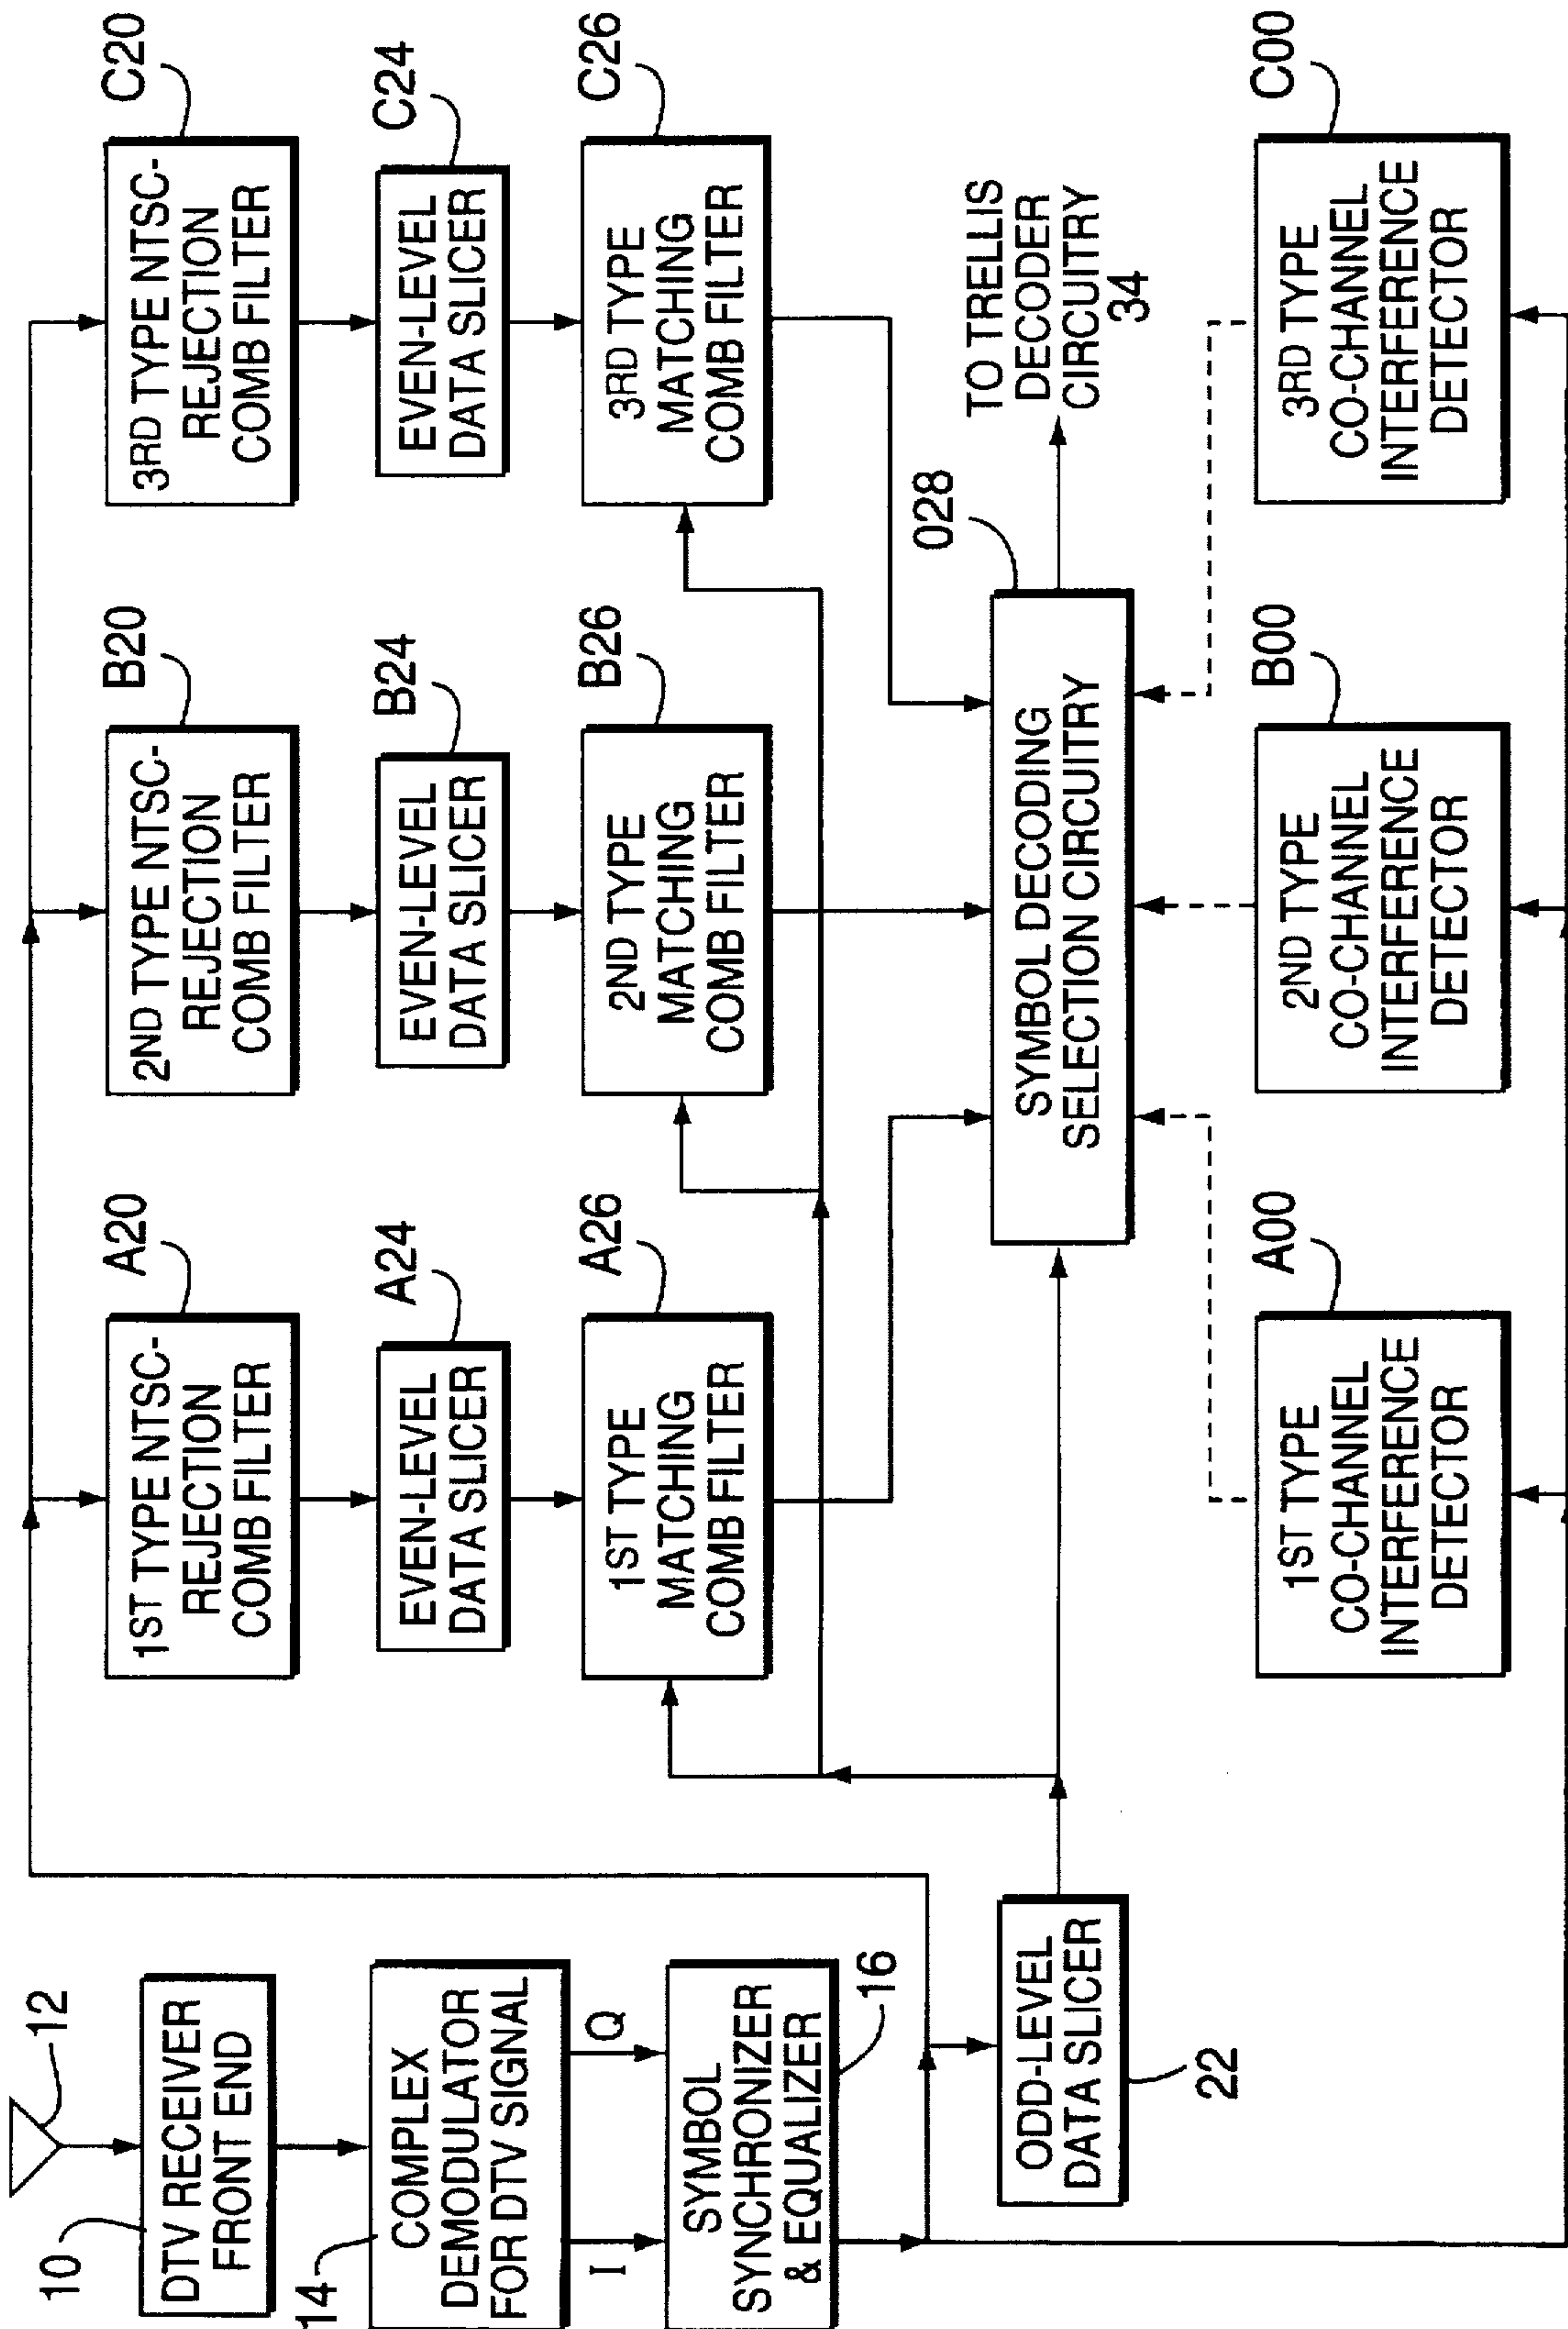 12
10
DTV RECEIVER
FRONT END
14
COMPLEX
DEMODULATOR
FOR DTV SIGNAL
I
Q
SYMBOL
SYNCHRONIZER
& EQUALIZER
16
ODD-LEVEL
DATA SLICER
22
1ST TYPE NTSC-
REJECTION
COMB FILTER
A20
2ND TYPE NTSC-
REJECTION
COMB FILTER
B20
3RD TYPE NTSC-
REJECTION
COMB FILTER
C20
EVEN-LEVEL
DATA SLICER
A24
EVEN-LEVEL
DATA SLICER
B24
EVEN-LEVEL
DATA SLICER
C24
1ST TYPE
MATCHING
COMB FILTER
A26
2ND TYPE
MATCHING
COMB FILTER
B26
3RD TYPE
MATCHING
COMB FILTER
C26
SYMBOL DECODING
SELECTION CIRCUITRY
028
TO TRELLIS
DECODER
CIRCUITRY
34
1ST TYPE
CO-CHANNEL
INTERFERENCE
DETECTOR
A00
2ND TYPE
CO-CHANNEL
INTERFERENCE
DETECTOR
B00
3RD TYPE
CO-CHANNEL
INTERFERENCE
DETECTOR
C00